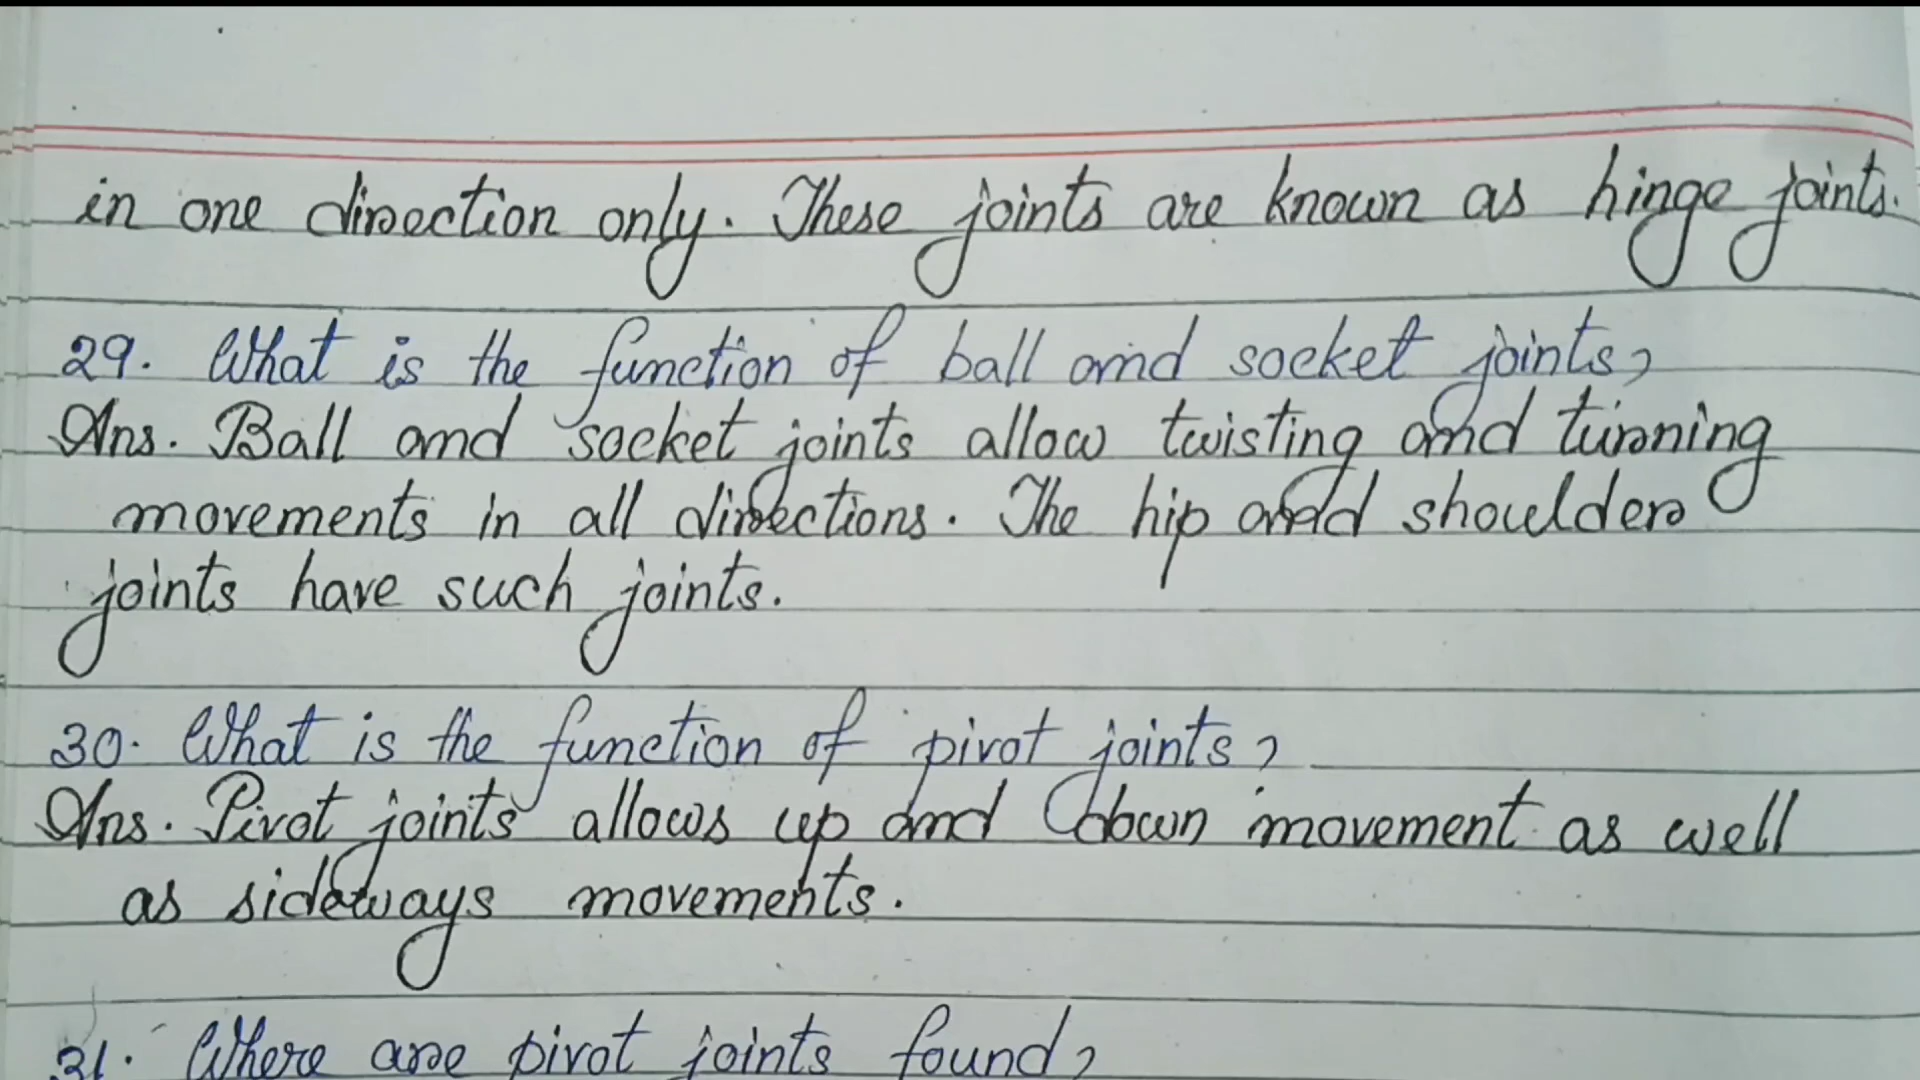 in one direction only. These joints are known as hinge joints.
29. What is the function of ball and socket joints?
Ans. Ball and socket joints allow twisting and turning
movements in all directions. The hip and shoulder
joints have such joints.
30. What is the function of pivot joints?
Ans. Pivot joints allows up and down movement as well
as sideways movements.
31. Where are pivot joints found?